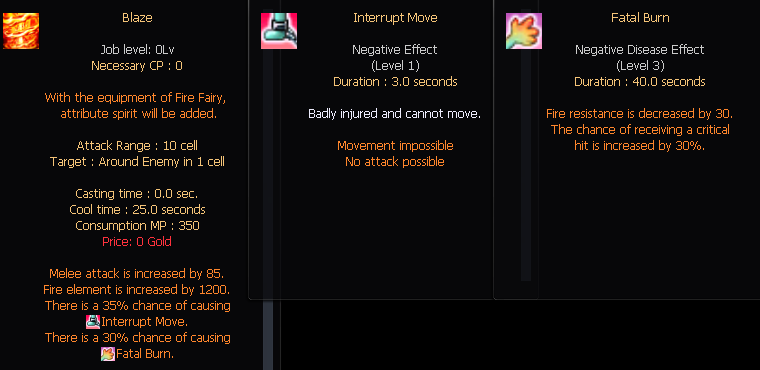 Blaze
Job level: 0Lv
Necessary CP : 0
With the equipment of Fire Fairy,
attribute spirit will be added.
Attack Range : 10 cell
Target : Around Enemy in 1 cell
Casting time : 0.0 sec.
Cool time : 25.0 seconds
Consumption MP : 350
Price: 0 Gold
Melee attack is increased by 85.
Fire element is increased by 1200.
There is a 35% chance of causing
Interrupt Move.
There is a 30% chance of causing
Fatal Burn.
Interrupt Move
Negative Effect
(Level 1)
Duration : 3.0 seconds
Badly injured and cannot move.
Movement impossible
No attack possible
Fatal Burn
Negative Disease Effect
(Level 3)
Duration : 40.0 seconds
Fire resistance is decreased by 30.
The chance of receiving a critical
hit is increased by 30%.